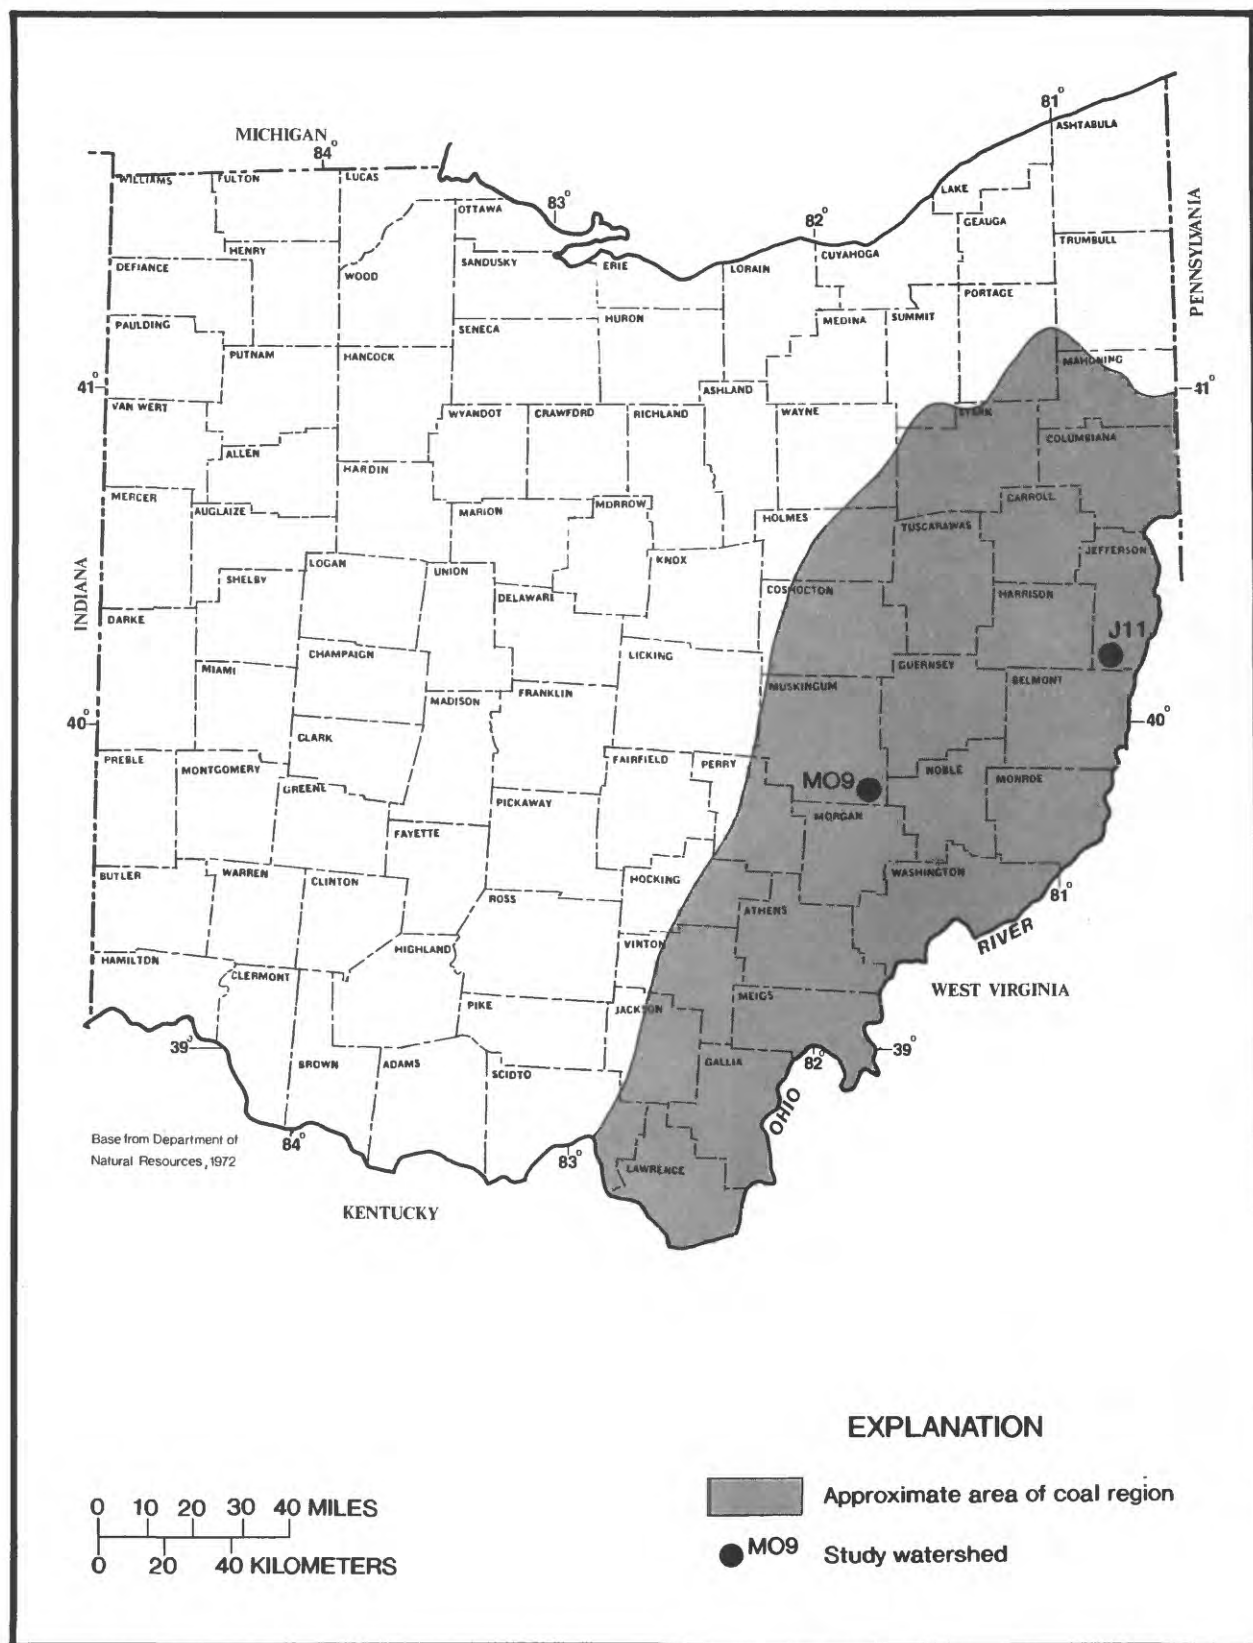 81°
ASHTABULA
MICHIGAN
84°
WILLIAMS
FULTON
LUCAS
83°
OTTAWA
LAKE
GEAUGA
82°
PENNSYLVANIA
HENRY
CUYAHOGA
TRUMBULL
DEFIANCE
WOOD
SANDUSKY
ERIE
LORAIN
PORTAGE
PAULDING
SENECA
HURON
MEDINA
SUMMIT
PUTNAM
HANCOCK
MAHONING
41°
ASHLAND
41°
VAN WERT
WYANDOT
CRAWFORD
RICHLAND
WAYNE
STARK
COLUMBIANA
ALLEN
HARDIN
MERCER
AUGLAIZE
MARION
MORROW
HOLMES
CARROLL
TUSCARAWAS
JEFFERSON
INDIANA
LOGAN
UNION
KNOX
SHELBY
DELAWARE
COSHOCTON
HARRISON
DARKE
J11
CHAMPAIGN
LICKING
GUERNSEY
MIAMI
MADISON
FRANKLIN
MUSKINGUM
BELMONT
40°
CLARK
40°
PREBLE
MONTGOMERY
FAIRFIELD
PERRY
MO9
NOBLE
MONROE
GREENE
PICKAWAY
MORGAN
FAYETTE
BUTLER
WARREN
CLINTON
HOCKING
WASHINGTON
81°
ROSS
ATHENS
HIGHLAND
VINTON
RIVER
HAMILTON
CLERMONT
WEST VIRGINIA
PIKE
JACKSON
MEIGS
39°
BROWN
ADAMS
SCIOTO
GALLIA
82°
39°
OHIO
Base from Department of
Natural Resources, 1972
84°
83°
LAWRENCE
KENTUCKY
EXPLANATION
Approximate area of coal region
MO9 Study watershed
0 10 20 30 40 MILES
0 20 40 KILOMETERS